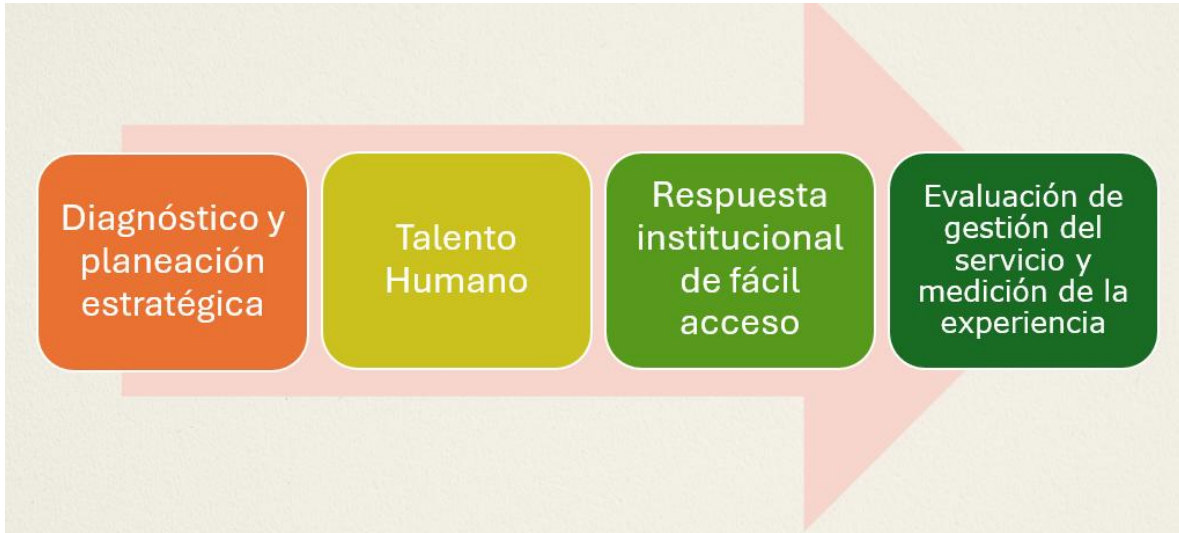 Diagnóstico y
planeación
estratégica
Talento
Humano
Respuesta
institucional
de fácil
acceso
Evaluación de
gestión del
servicio y
medición de la
experiencia